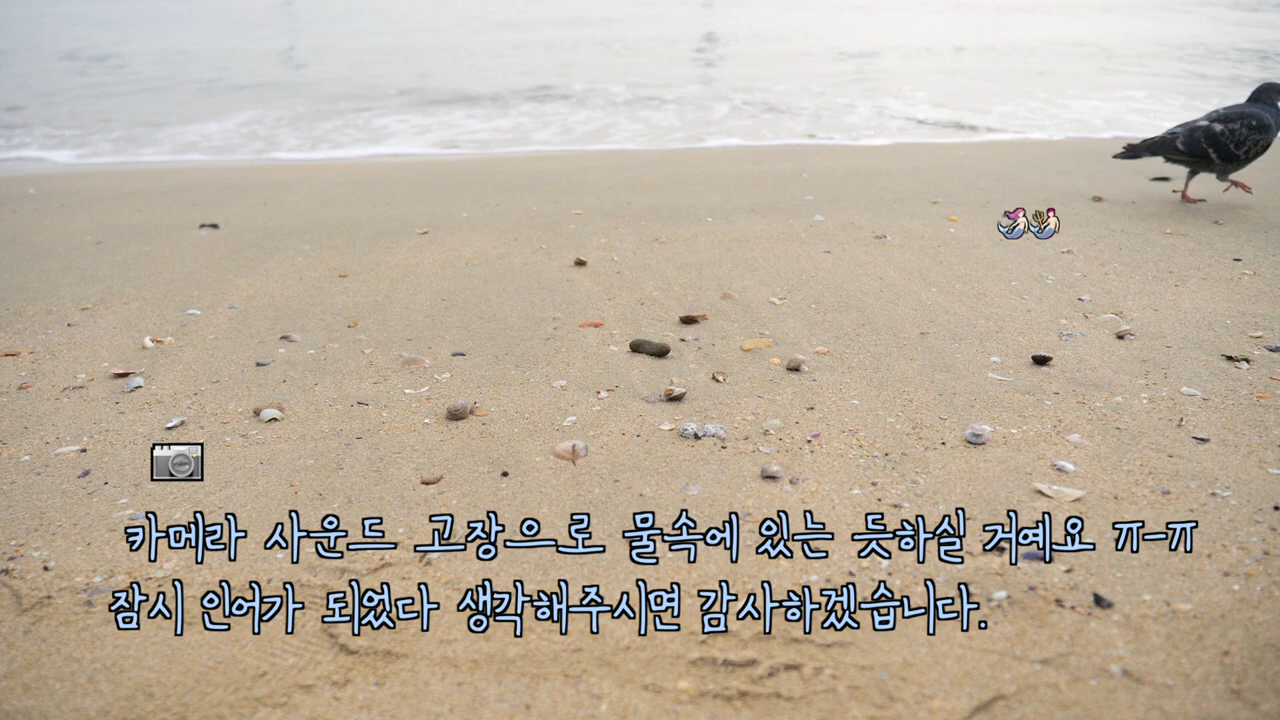 카메라 사운드 고장으로 물속에 있는 듯하실 거예요 ㅠ-ㅠ
잠시 인어가 되었다 생각해주시면 감사하겠습니다.